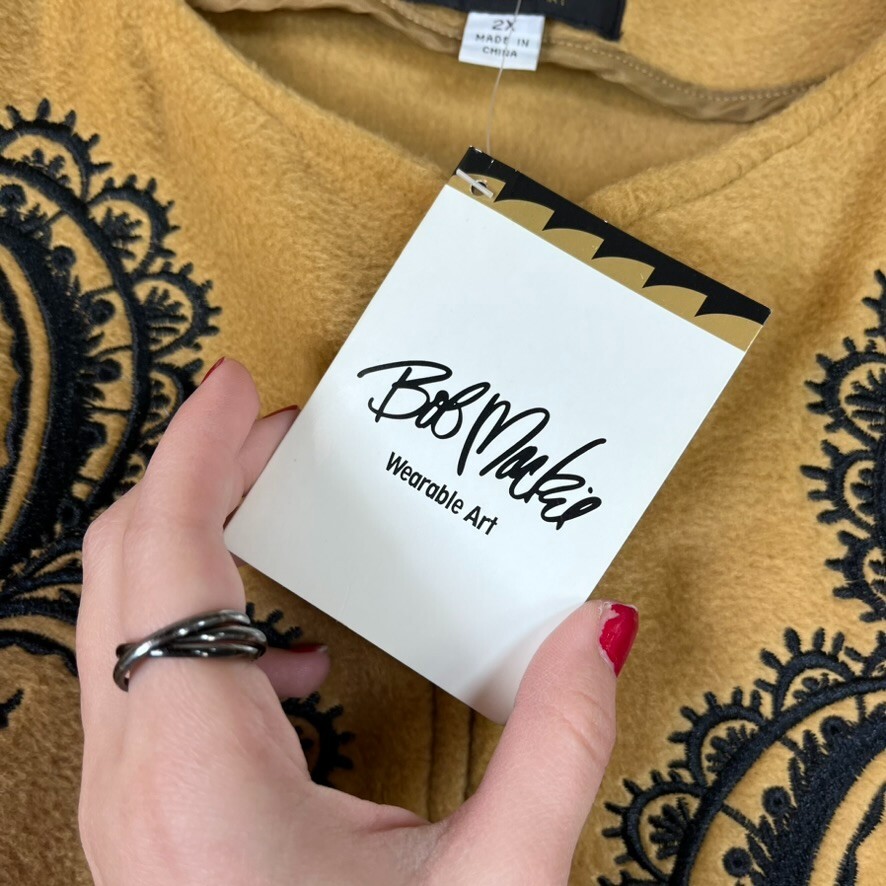 2X
MADE IN
CHINA
Bob Mackie
Wearable Art